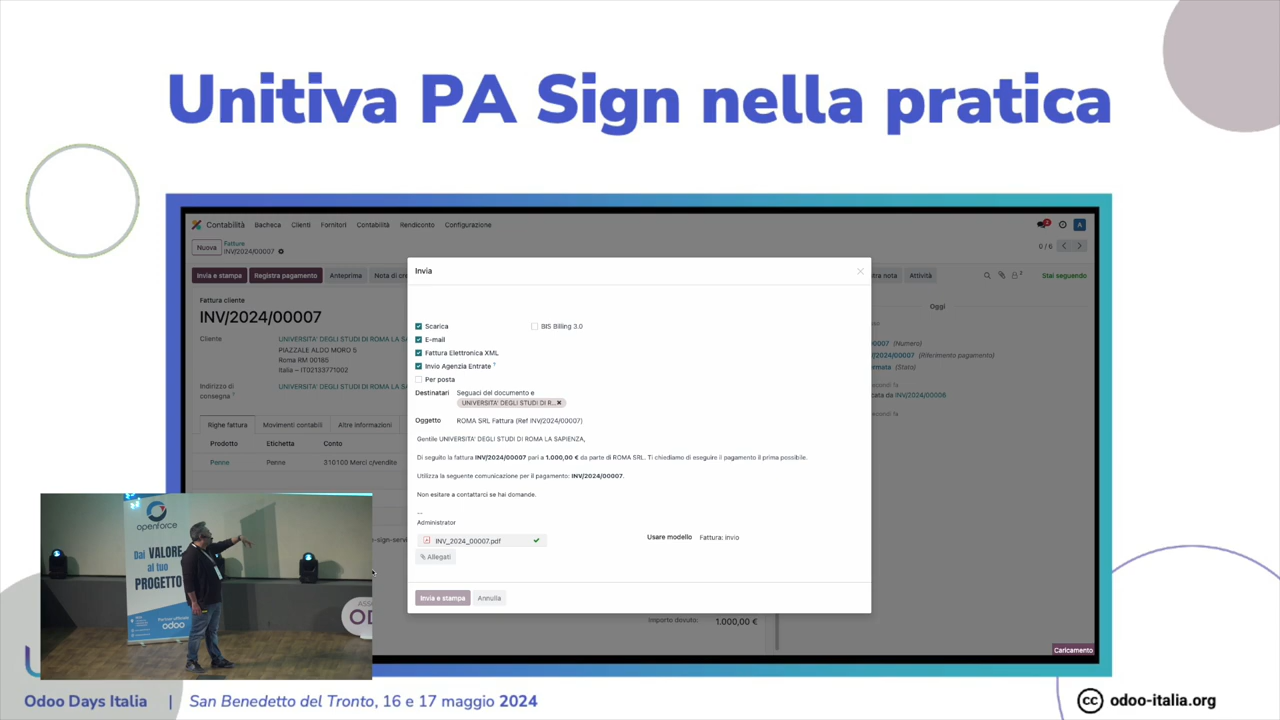 Unitiva PA Sign nella pratica
Contabilità Bacheca Clienti Fornitori Contabilità Rendiconto Configurazione
Nuova
Fatture
INV/2024/00007
0 / 6
Invia e stampa Registra pagamento Anteprima Nota di
Attività
2
Stai seguendo
Fattura cliente
INV/2024/00007
Cliente
UNIVERSITA' DEGLI STUDI DI ROMA LA
PIAZZALE ALDO MORO 5
Roma RM 00185
Italia – IT02133771002
Indirizzo di consegna ?
UNIVERSITA' DEGLI STUDI DI ROMA LA
Righe fattura Movimenti contabili Altre informazioni
Prodotto Etichetta Conto
Penne Penne 310100 Merci c/vendite
Invia
Scarica
BIS Billing 3.0
E-mail
Fattura Elettronica XML
Invio Agenzia Entrate ?
Per posta
Destinatari
Seguaci del documento e
UNIVERSITA' DEGLI STUDI DI R...
Oggetto
ROMA SRL Fattura (Ref INV/2024/00007)
Gentile UNIVERSITA' DEGLI STUDI DI ROMA LA SAPIENZA,
Di seguito la fattura INV/2024/00007 pari a 1.000,00 € da parte di ROMA SRL. Ti chiediamo di eseguire il pagamento il prima possibile.
Utilizza la seguente comunicazione per il pagamento: INV/2024/00007.
Non esitare a contattarci se hai domande.
--
Administrator
INV_2024_00007.pdf
Usare modello
Fattura: invio
Allegati
Invia e stampa Annulla
Oggi
(Numero)
(Riferimento pagamento)
(Stato)
INV/2024/00006
Importo dovuto:
1.000,00 €
Caricamento
openforce
Dai VALORE
al tuo
PROGETTO
odoo
Odoo Days Italia | San Benedetto del Tronto, 16 e 17 maggio 2024
cc odoo-italia.org